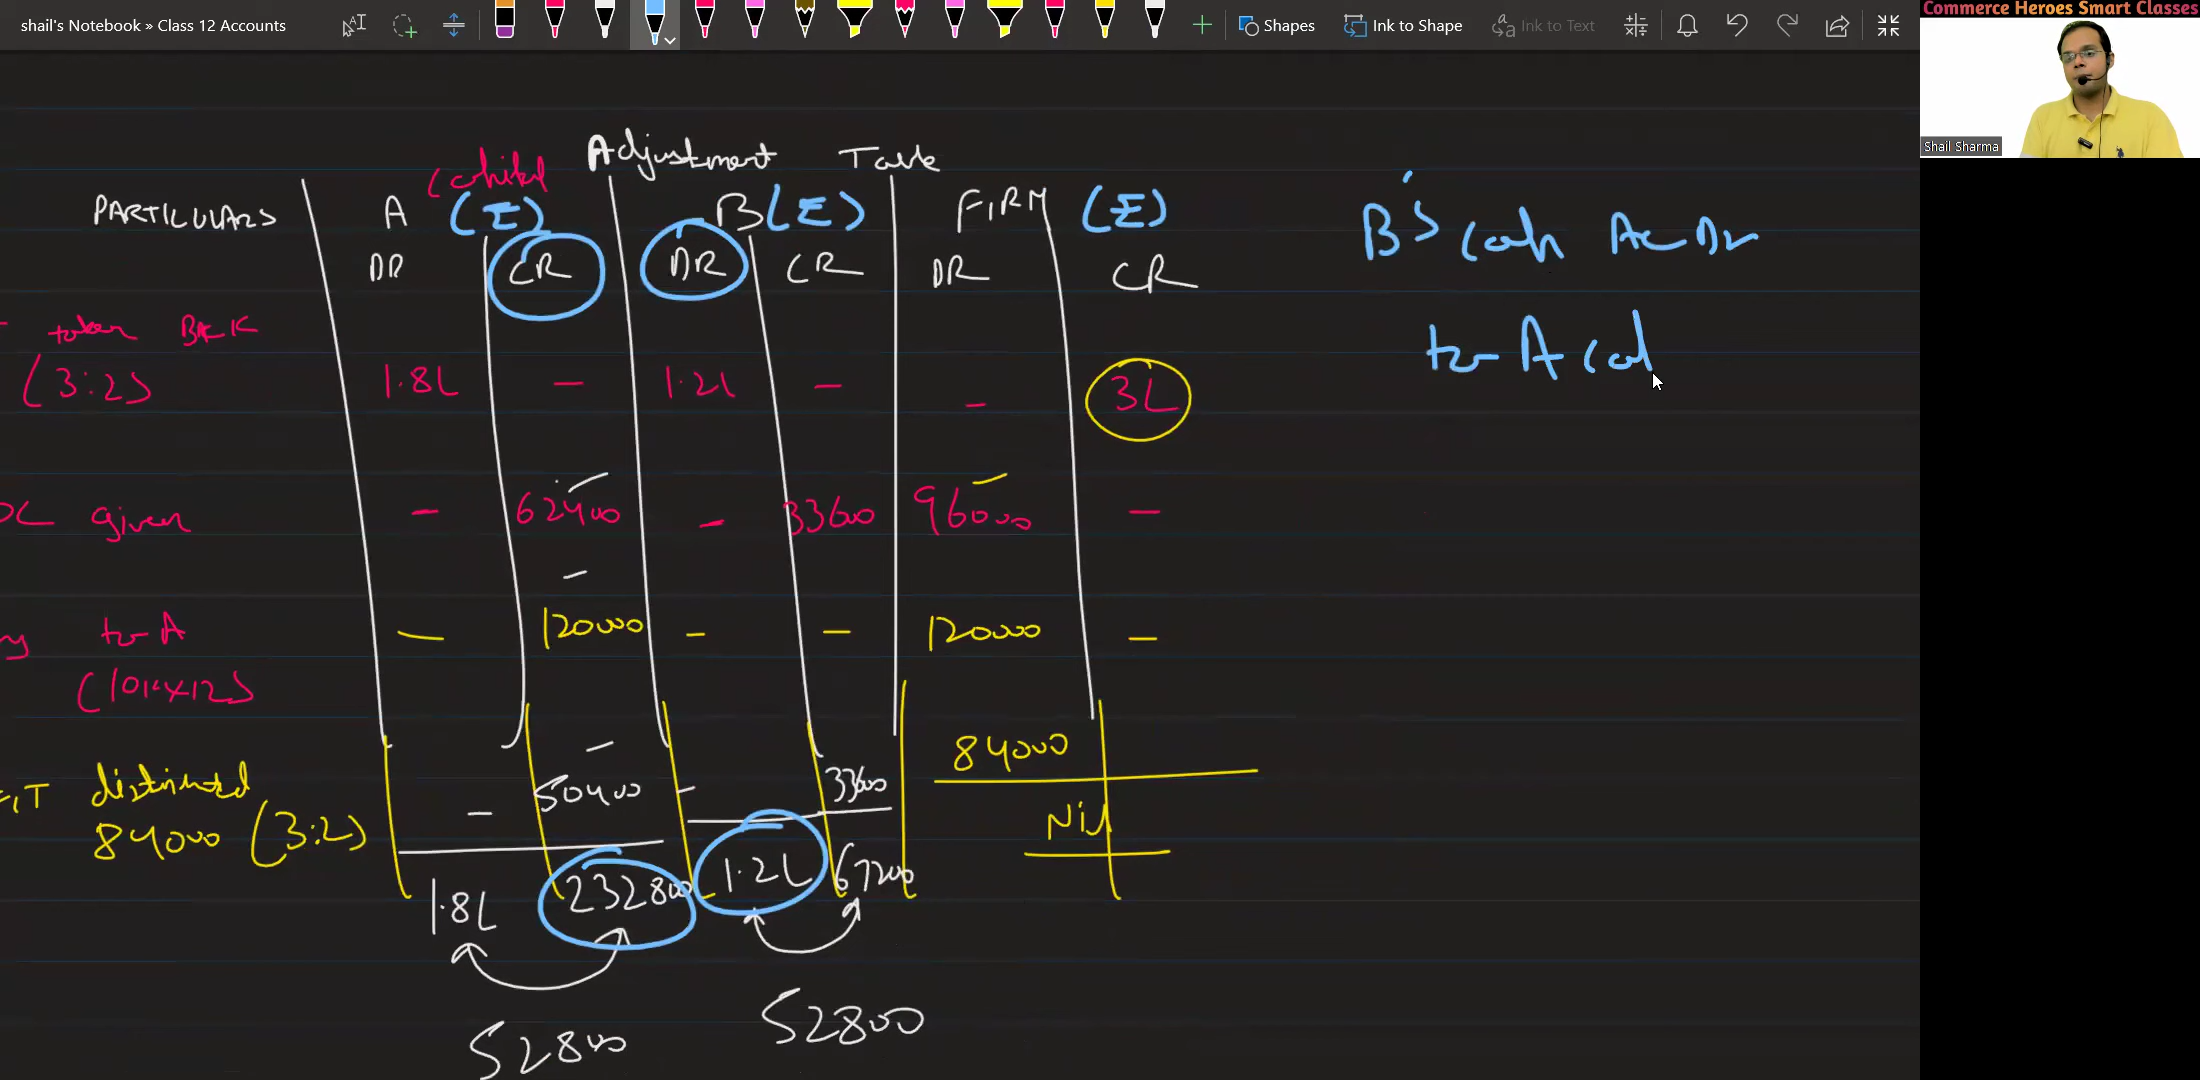 shail's Notebook » Class 12 Accounts
Shapes
Ink to Shape
Ink to Text
Commerce Heroes Smart Classes
Shail Sharma
Adjustment Table
PARTICULARS A (Σ) B (Σ) FIRM (Σ)
DR CR DR CR DR CR
taken BACK
(3:2) 1.8L - 1.2L - - 3L
given - 62400 - 33600 96000 -
to A - 120000 - - 120000 -
(10K×12)
84000
distributed - 50400 - 33600
84000 (3:2) Nil
1.8L 232800 1.2L 67200
52800 52800
B's Ac Dr
to A